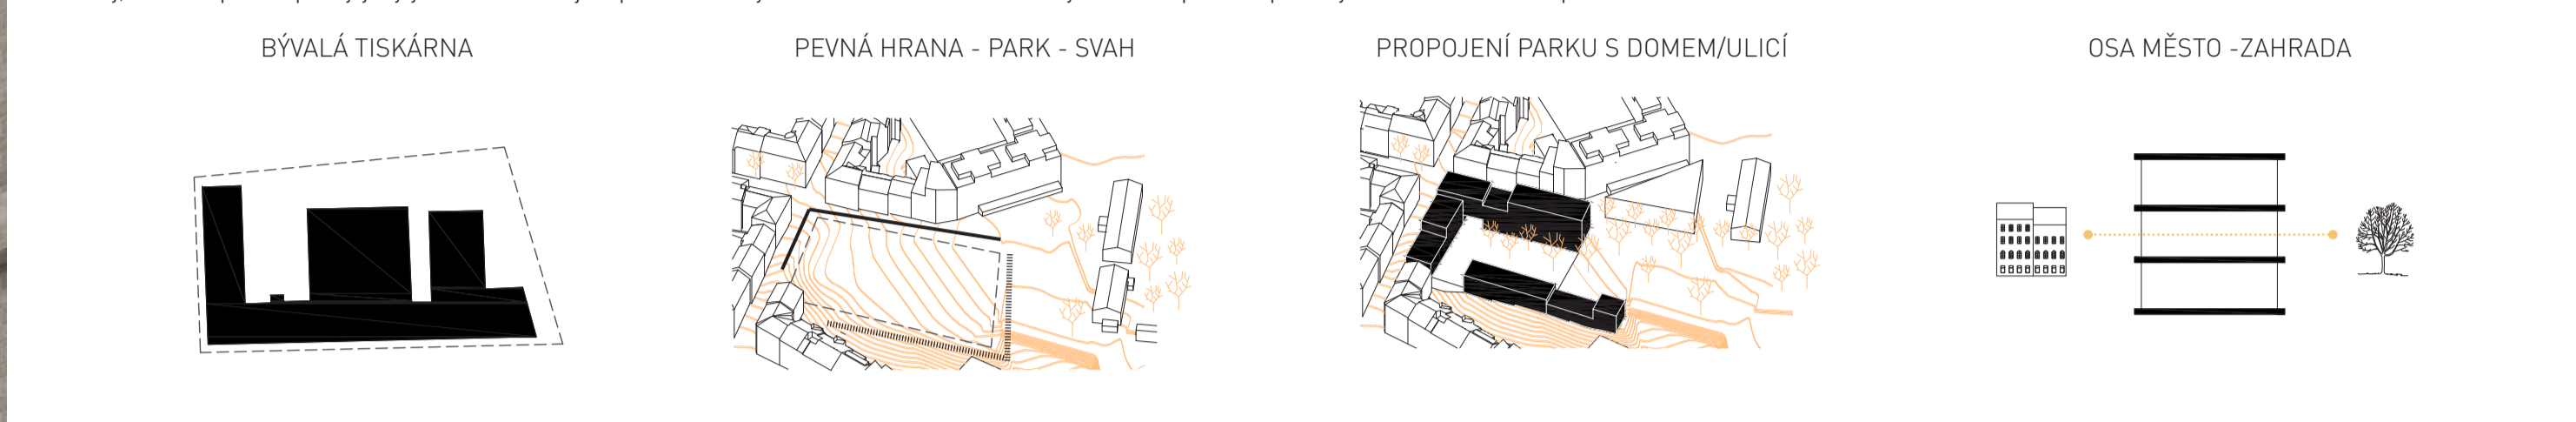 BÝVALÁ TISKÁRNA
PEVNÁ HRANA - PARK - SVAH
PROPOJENÍ PARKU S DOMEM/ULICÍ
OSA MĚSTO -ZAHRADA